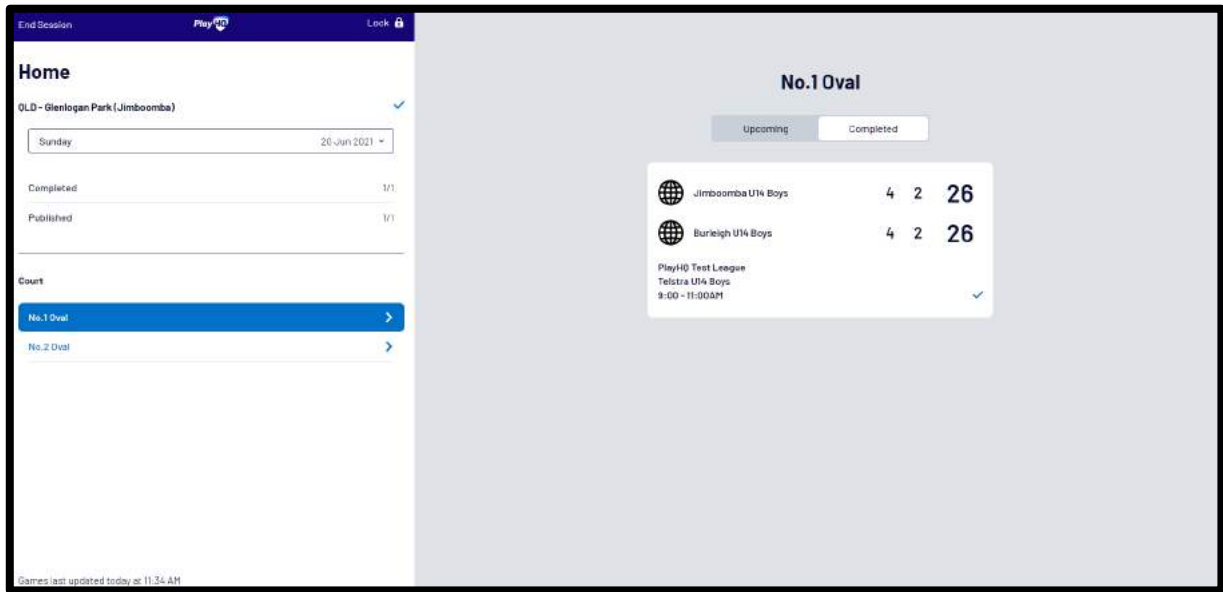 End Session PlayHQ Lock
Home
QLD - Glenlogan Park (Jimboomba)
Sunday 20 Jun 2021
Completed 1/1
Published 1/1
Court
No.1 Oval
No.2 Oval
Games last updated today at 11:34 AM
No.1 Oval
Upcoming Completed
Jimboomba U14 Boys 4 2 26
Burleigh U14 Boys 4 2 26
PlayHQ Test League
Telstra U14 Boys
9:00 - 11:00AM